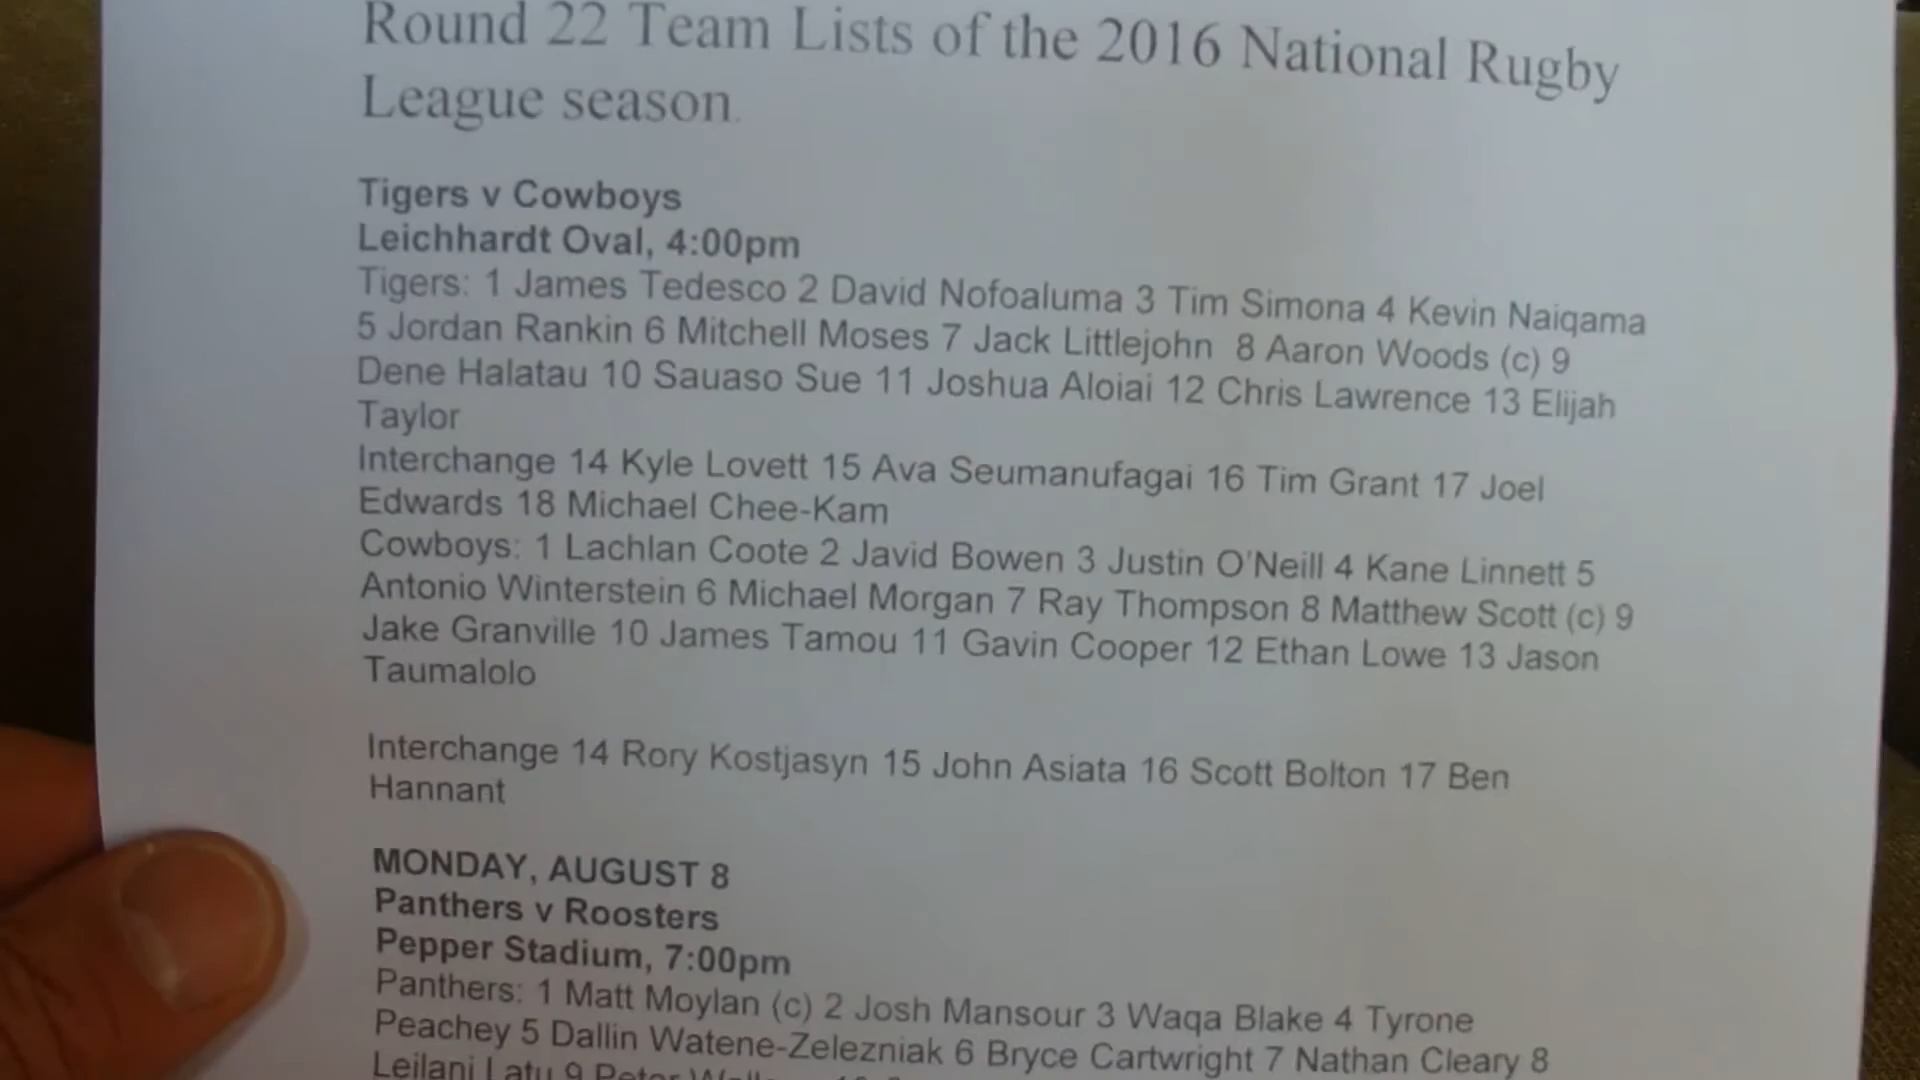 Round 22 Team Lists of the 2016 National Rugby
League season.
Tigers v Cowboys
Leichhardt Oval, 4:00pm
Tigers: 1 James Tedesco 2 David Nofoaluma 3 Tim Simona 4 Kevin Naiqama
5 Jordan Rankin 6 Mitchell Moses 7 Jack Littlejohn 8 Aaron Woods (c) 9
Dene Halatau 10 Sauaso Sue 11 Joshua Aloiai 12 Chris Lawrence 13 Elijah
Taylor
Interchange 14 Kyle Lovett 15 Ava Seumanufagai 16 Tim Grant 17 Joel
Edwards 18 Michael Chee-Kam
Cowboys: 1 Lachlan Coote 2 Javid Bowen 3 Justin O'Neill 4 Kane Linnett 5
Antonio Winterstein 6 Michael Morgan 7 Ray Thompson 8 Matthew Scott (c) 9
Jake Granville 10 James Tamou 11 Gavin Cooper 12 Ethan Lowe 13 Jason
Taumalolo
Interchange 14 Rory Kostjasyn 15 John Asiata 16 Scott Bolton 17 Ben
Hannant
MONDAY, AUGUST 8
Panthers v Roosters
Pepper Stadium, 7:00pm
Panthers: 1 Matt Moylan (c) 2 Josh Mansour 3 Waqa Blake 4 Tyrone
Peachey 5 Dallin Watene-Zelezniak 6 Bryce Cartwright 7 Nathan Cleary 8
Leilani Latu 9 Peter